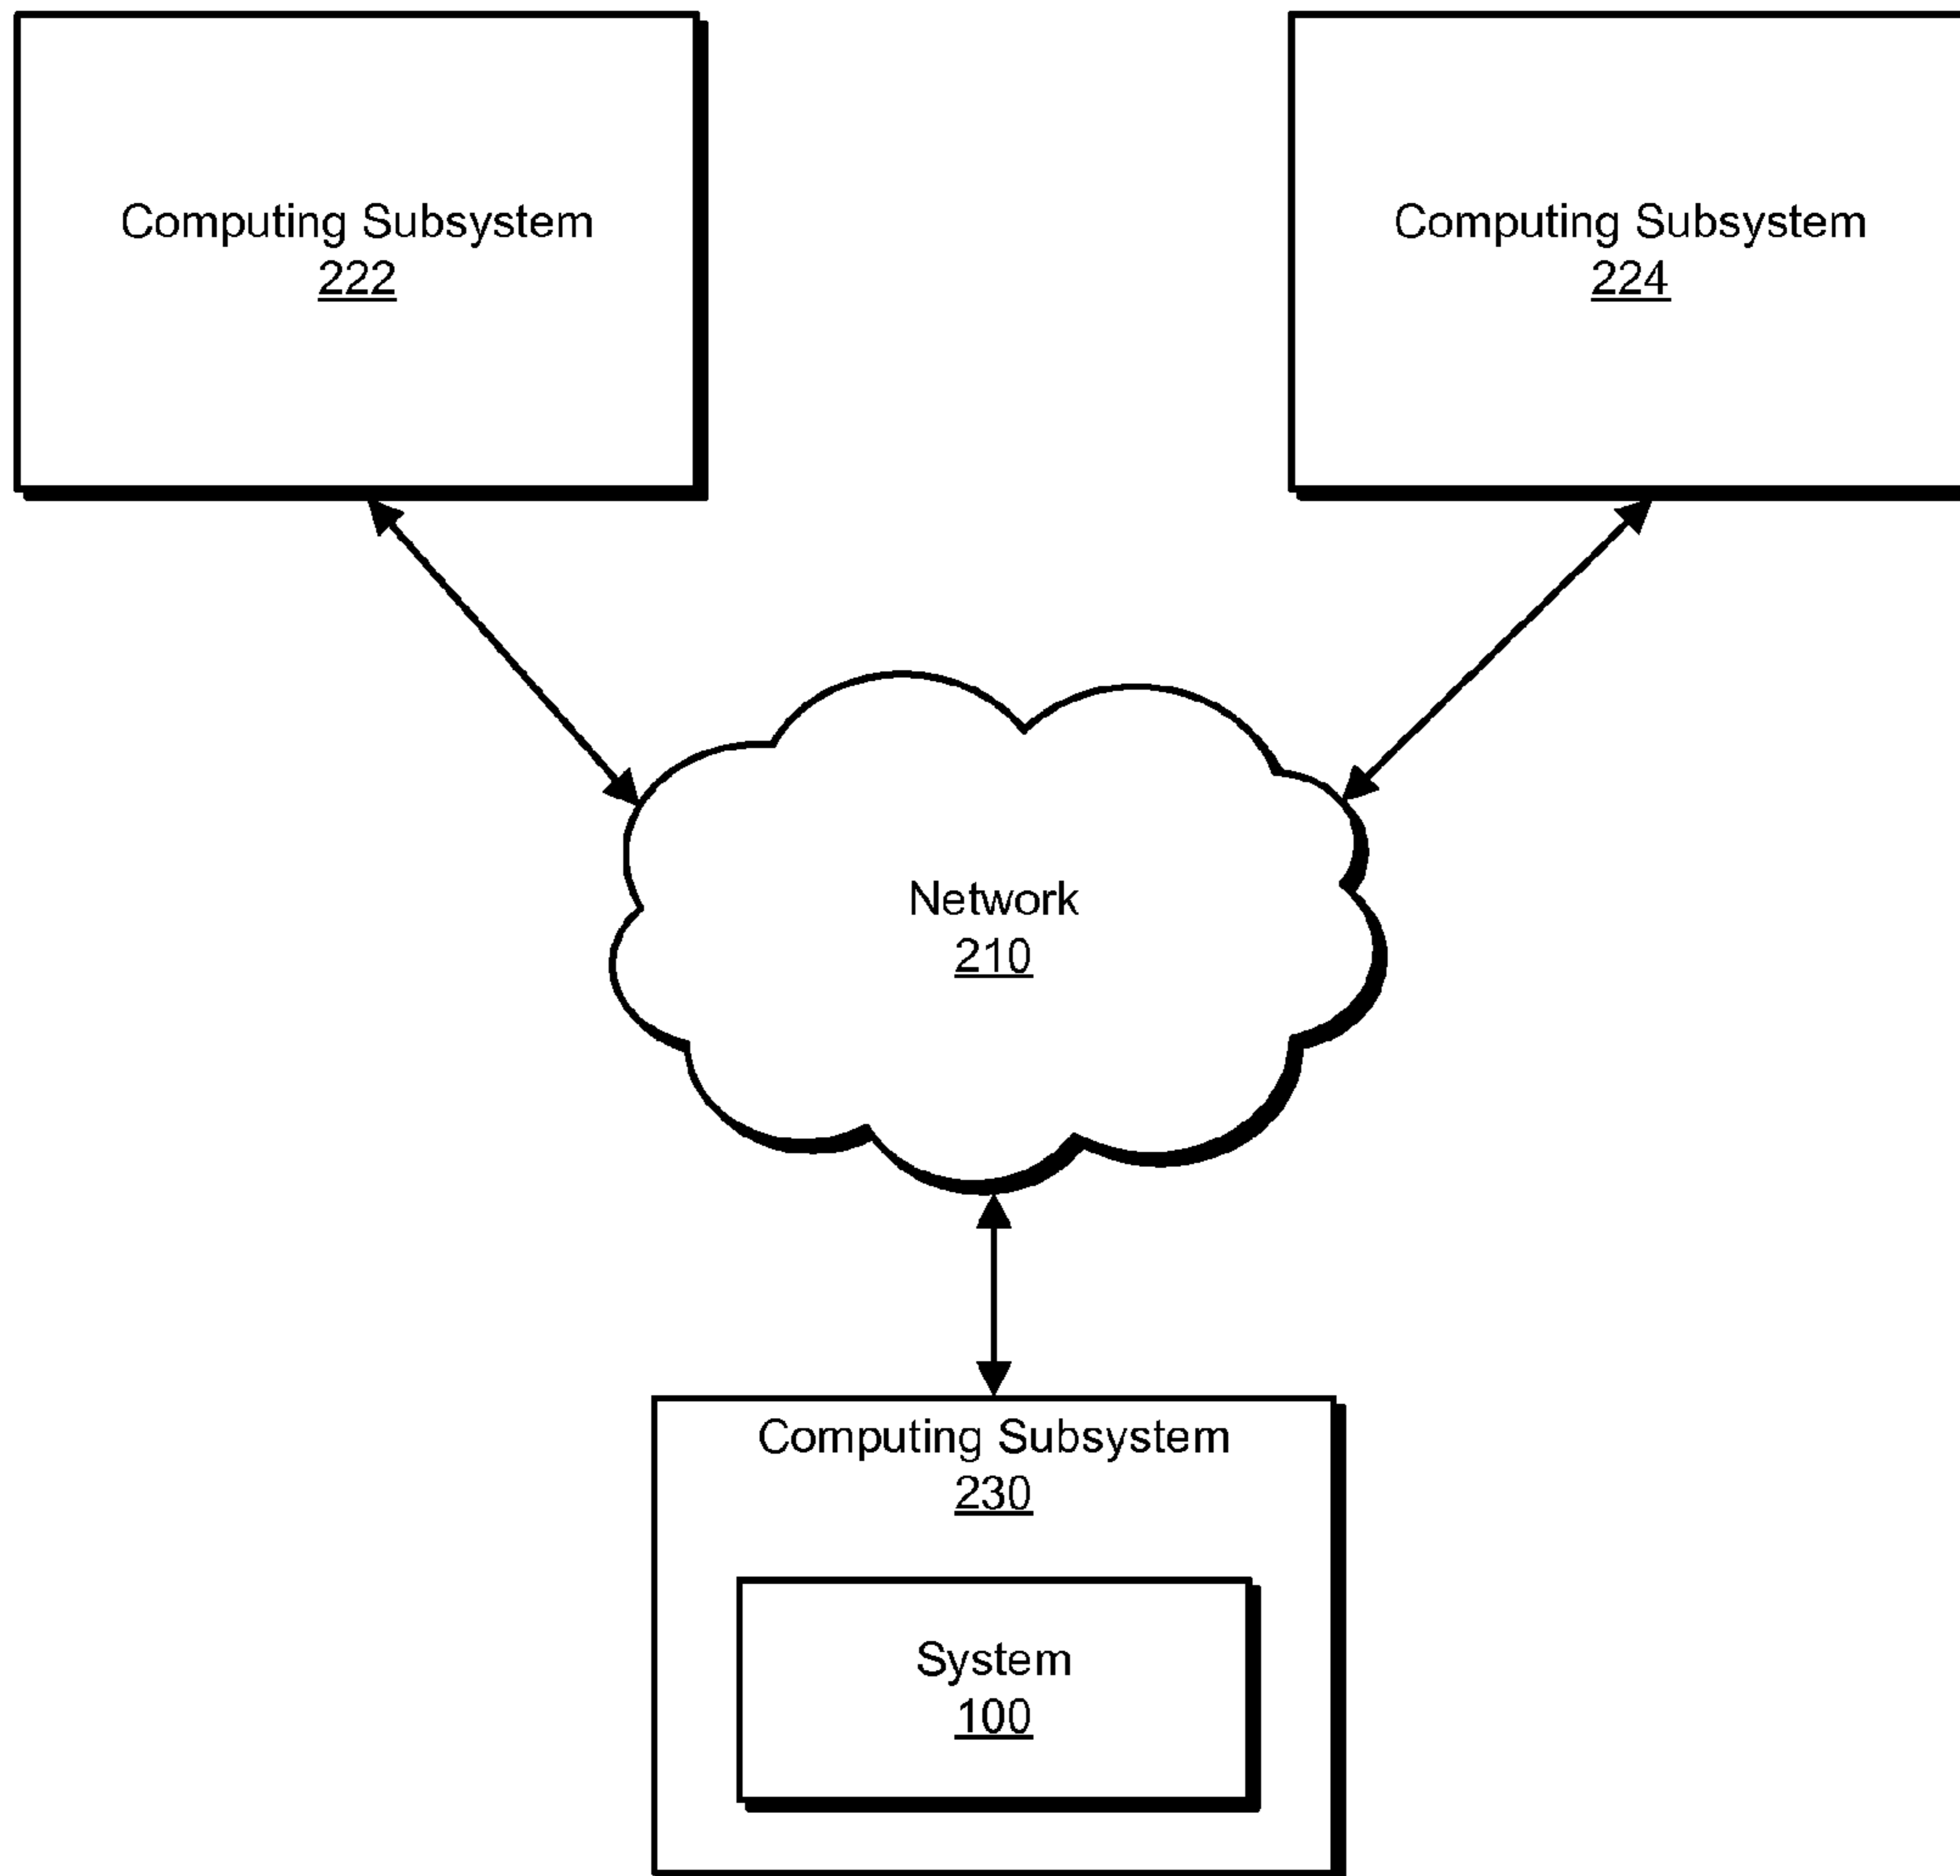 Computing Subsystem
222
Computing Subsystem
224
Network
210
Computing Subsystem
230
System
100